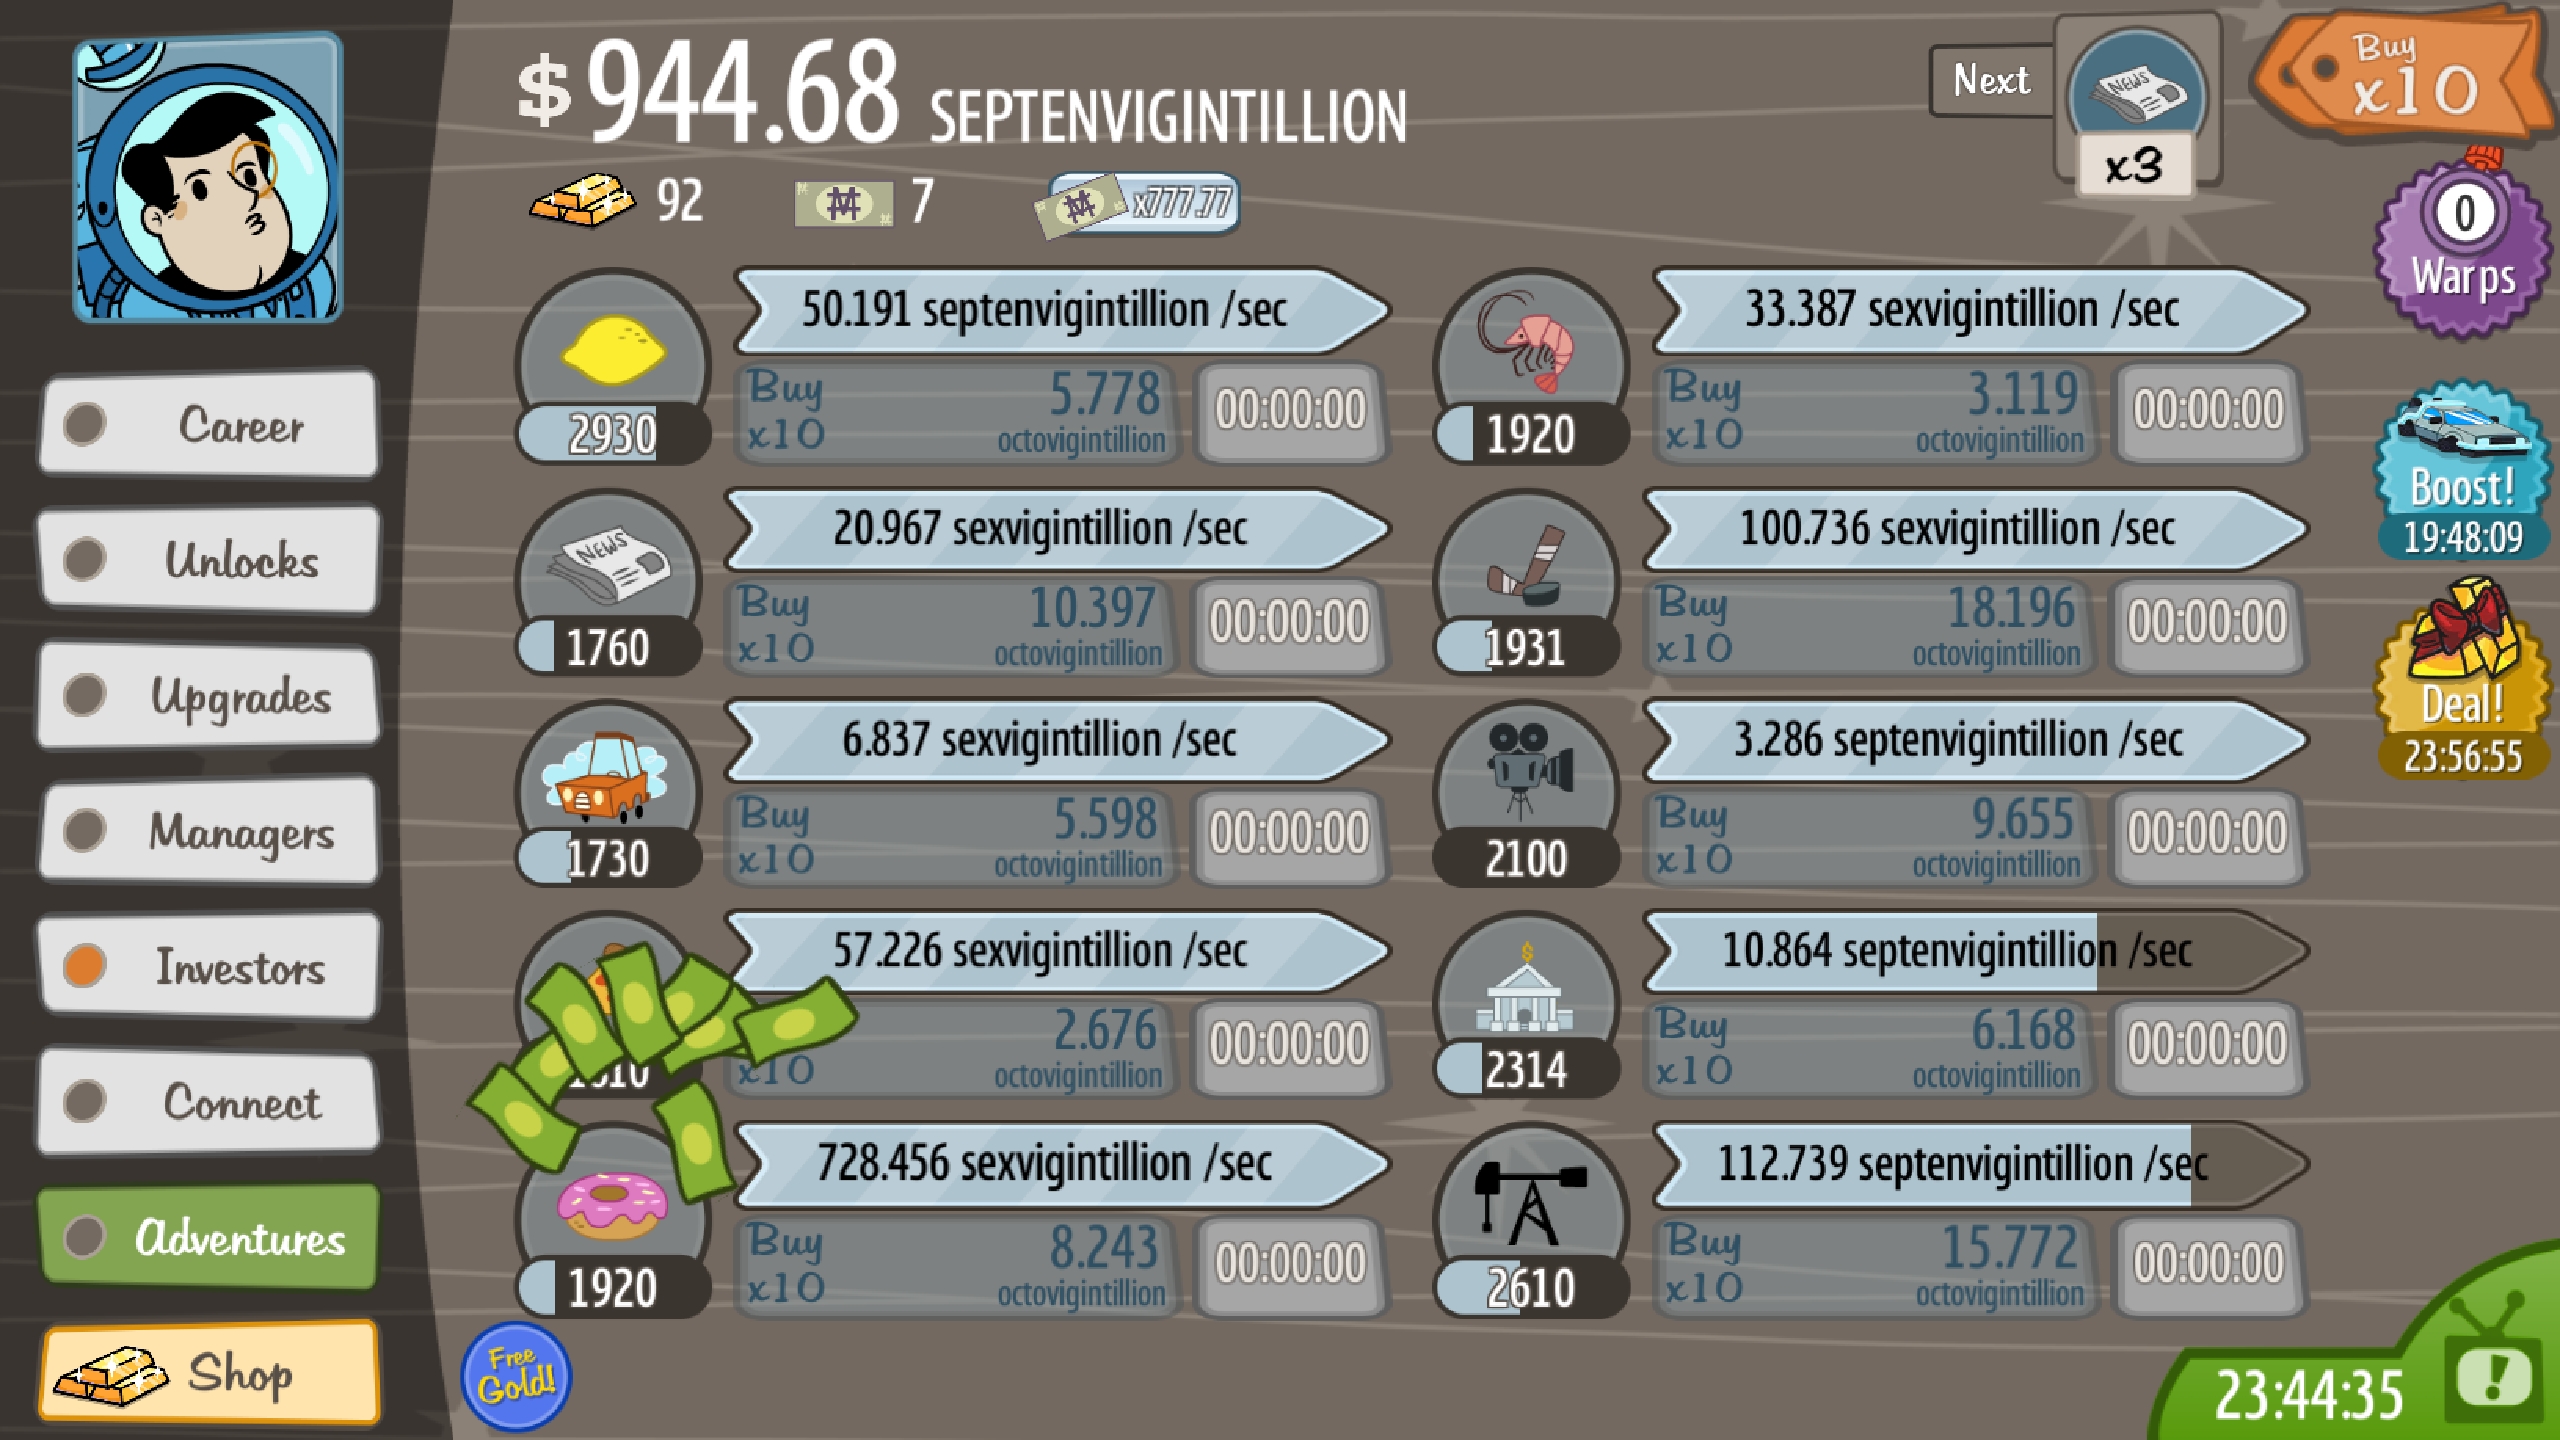 $944.68 SEPTENVIGINTILLION
92
7
x777.77
Next
NEWS
x3
Buy
x10
0
Warps
Boost!
19:48:09
Deal!
23:56:55
Career
Unlocks
Upgrades
Managers
Investors
Connect
Adventures
Shop
50.191 septenvigintillion /sec
2930
Buy x10
5.778
octovigintillion
00:00:00
33.387 sexvigintillion /sec
1920
Buy x10
3.119
octovigintillion
00:00:00
20.967 sexvigintillion /sec
NEWS
1760
Buy x10
10.397
octovigintillion
00:00:00
100.736 sexvigintillion /sec
1931
Buy x10
18.196
octovigintillion
00:00:00
6.837 sexvigintillion /sec
1730
Buy x10
5.598
octovigintillion
00:00:00
3.286 septenvigintillion /sec
2100
Buy x10
9.655
octovigintillion
00:00:00
57.226 sexvigintillion /sec
x10
2.676
octovigintillion
00:00:00
10.864 septenvigintillion /sec
2314
Buy x10
6.168
octovigintillion
00:00:00
728.456 sexvigintillion /sec
1920
Buy x10
8.243
octovigintillion
00:00:00
112.739 septenvigintillion /sec
2610
Buy x10
15.772
octovigintillion
00:00:00
Free
Gold!
23:44:35
!